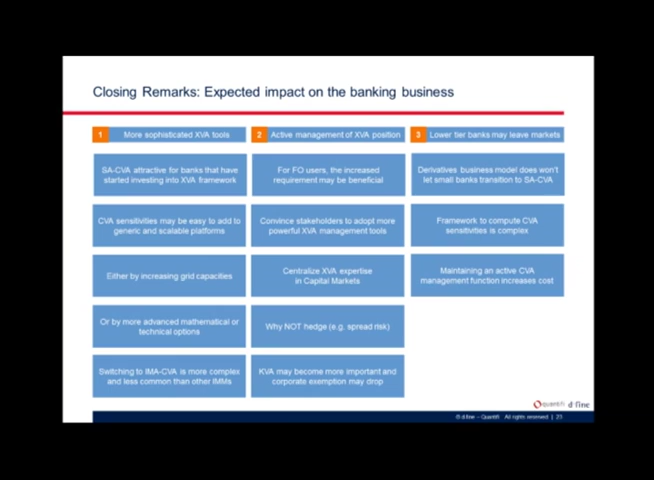 Closing Remarks: Expected impact on the banking business
1 More sophisticated XVA tools
SA-CVA attractive for banks that have
started investing into XVA framework
CVA sensitivities may be easy to add to
generic and scalable platforms
Either by increasing grid capacities
Or by more advanced mathematical or
technical options
Switching to IMA-CVA is more complex
and less common than other IMMs
2 Active management of XVA position
For FO users, the increased
requirement may be beneficial
Convince stakeholders to adopt more
powerful XVA management tools
Centralize XVA expertise
in Capital Markets
Why NOT hedge (e.g. spread risk)
KVA may become more important and
corporate exemption may drop
3 Lower tier banks may leave markets
Derivatives business model does won't
let small banks transition to SA-CVA
Framework to compute CVA
sensitivities is complex
Maintaining an active CVA
management function increases cost
quantifi d-fine
© d-fine – Quantifi All rights reserved | 23